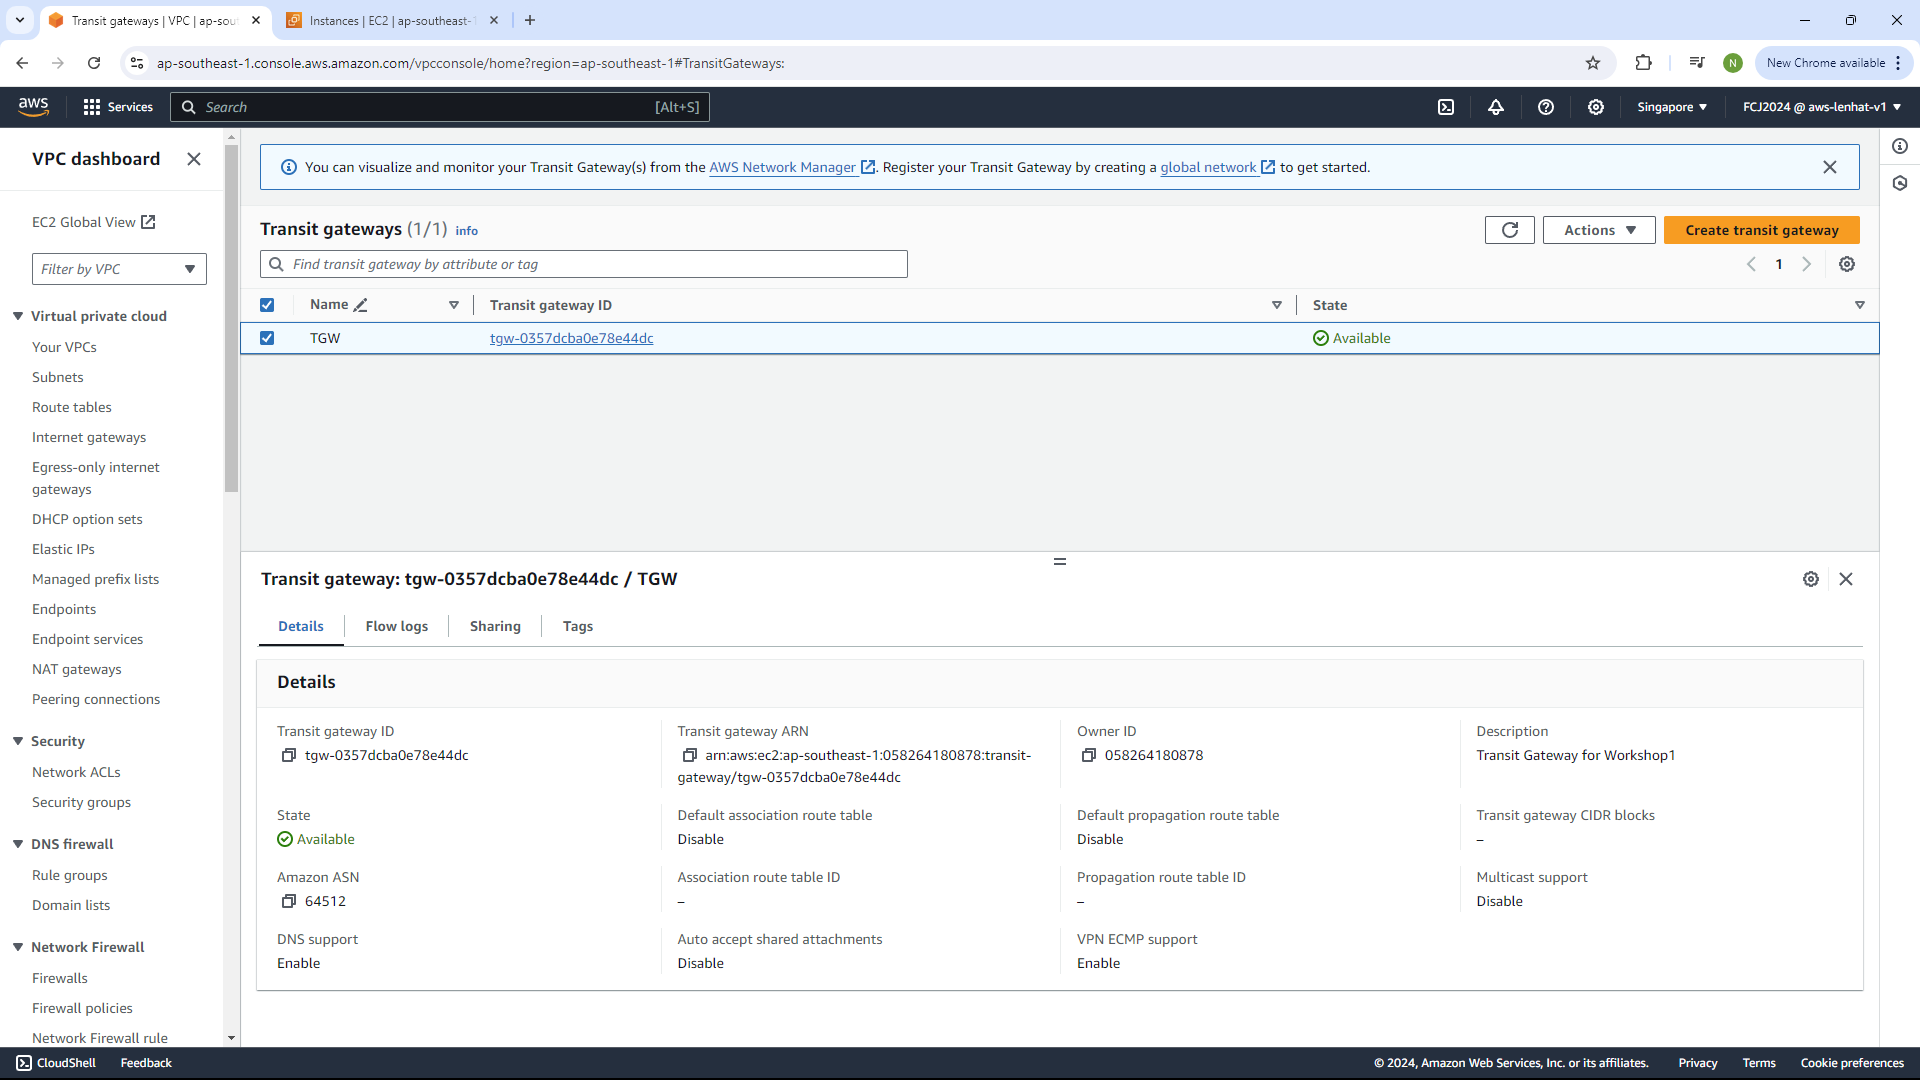 Transit gateways | VPC | ap-sou
Instances | EC2 | ap-southeast-
ap-southeast-1.console.aws.amazon.com/vpcconsole/home?region=ap-southeast-1#TransitGateways:
N
New Chrome available
aws
Services
Search
[Alt+S]
Singapore
FCJ2024 @ aws-lenhat-v1
VPC dashboard
EC2 Global View
Filter by VPC
Virtual private cloud
Your VPCs
Subnets
Route tables
Internet gateways
Egress-only internet
gateways
DHCP option sets
Elastic IPs
Managed prefix lists
Endpoints
Endpoint services
NAT gateways
Peering connections
Security
Network ACLs
Security groups
DNS firewall
Rule groups
Domain lists
Network Firewall
Firewalls
Firewall policies
Network Firewall rule
You can visualize and monitor your Transit Gateway(s) from the AWS Network Manager. Register your Transit Gateway by creating a global network to get started.
Transit gateways (1/1) info
Actions
Create transit gateway
Find transit gateway by attribute or tag
1
Name
Transit gateway ID
State
TGW
tgw-0357dcba0e78e44dc
Available
Transit gateway: tgw-0357dcba0e78e44dc / TGW
Details
Flow logs
Sharing
Tags
Details
Transit gateway ID
tgw-0357dcba0e78e44dc
Transit gateway ARN
arn:aws:ec2:ap-southeast-1:058264180878:transit-
gateway/tgw-0357dcba0e78e44dc
Owner ID
058264180878
Description
Transit Gateway for Workshop1
State
Available
Default association route table
Disable
Default propagation route table
Disable
Transit gateway CIDR blocks
–
Amazon ASN
64512
Association route table ID
–
Propagation route table ID
–
Multicast support
Disable
DNS support
Enable
Auto accept shared attachments
Disable
VPN ECMP support
Enable
CloudShell
Feedback
© 2024, Amazon Web Services, Inc. or its affiliates.
Privacy
Terms
Cookie preferences